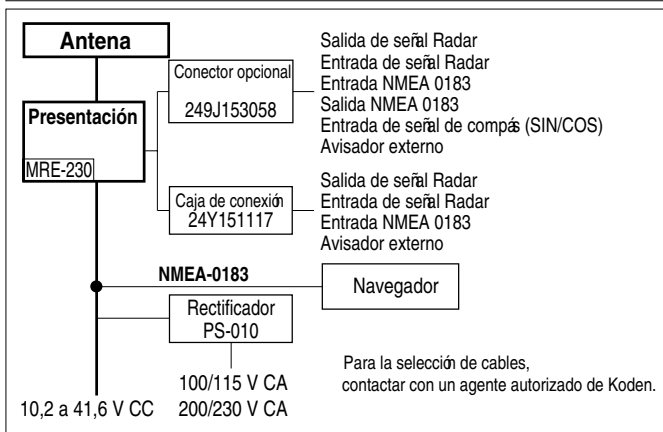 Antena
Presentación
MRE-230
Conector opcional
249J153058
Salida de señal Radar
Entrada de señal Radar
Entrada NMEA 0183
Salida NMEA 0183
Entrada de señal de compás (SIN/COS)
Avisador externo
Caja de conexión
24Y151117
Salida de señal Radar
Entrada de señal Radar
Entrada NMEA 0183
Avisador externo
NMEA-0183
Navegador
Rectificador
PS-010
100/115 V CA
200/230 V CA
10,2 a 41,6 V CC
Para la selección de cables,
contactar con un agente autorizado de Koden.